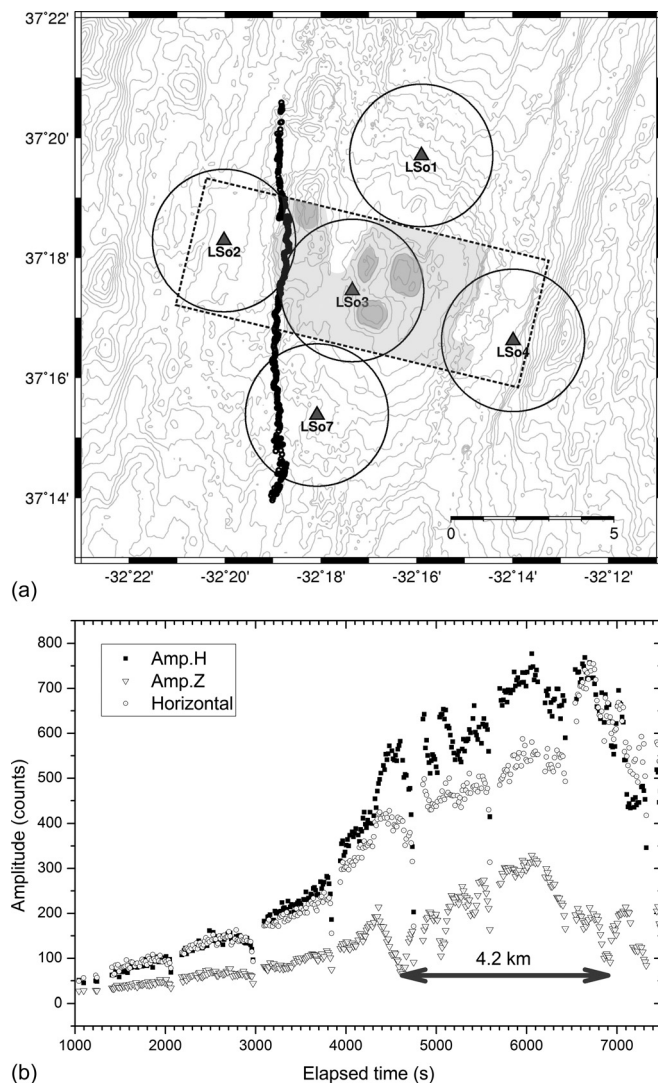 37°22'
37°20'
37°18'
37°16'
37°14'
LSo1
LSo2
LSo3
LSo4
LSo7
0 5
-32°22' -32°20' -32°18' -32°16' -32°14' -32°12'
(a)
800
700
600
500
400
300
200
100
0
Amplitude (counts)
Amp.H
Amp.Z
Horizontal
4.2 km
1000 2000 3000 4000 5000 6000 7000
Elapsed time (s)
(b)